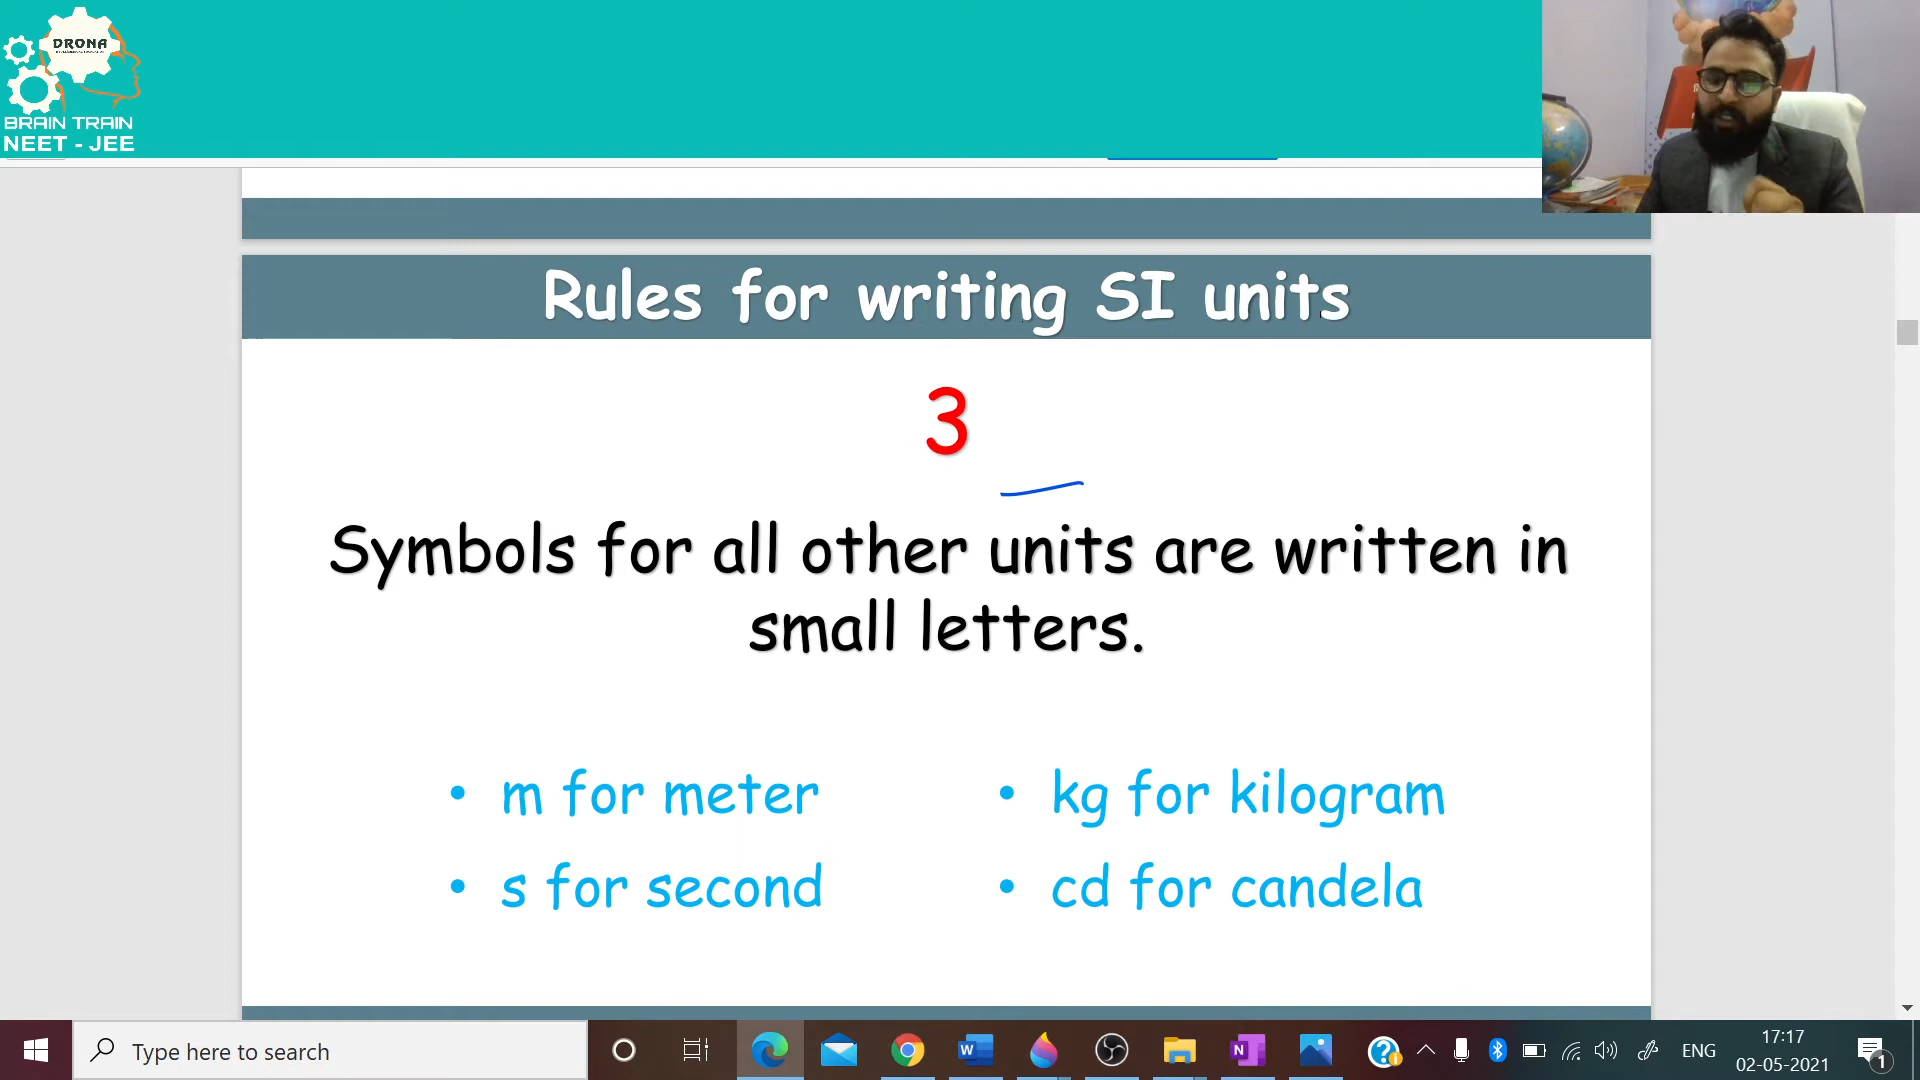 DRONA
BRAIN TRAIN
NEET - JEE
Rules for writing SI units
3
Symbols for all other units are written in
small letters.
• m for meter
• kg for kilogram
• s for second
• cd for candela
Type here to search
ENG
17:17
02-05-2021
1